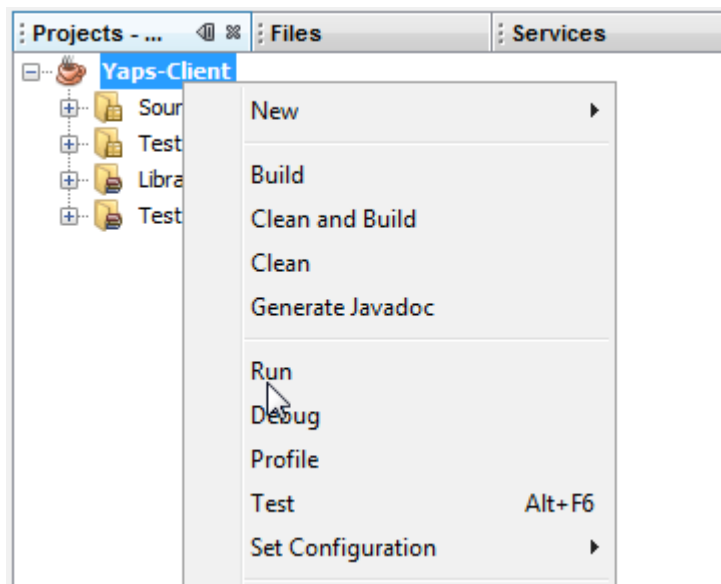 Projects - ...
Files
Services
Yaps-Client
Sour
Test
Libra
Test
New
Build
Clean and Build
Clean
Generate Javadoc
Run
Debug
Profile
Test Alt+F6
Set Configuration